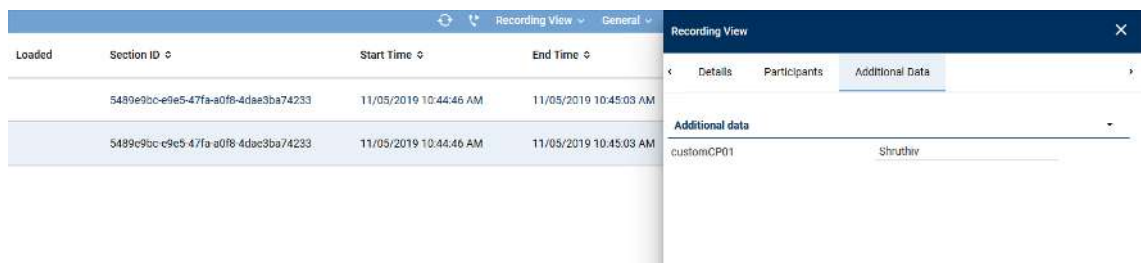 Recording View General
Loaded Section ID Start Time End Time
5489e9bc-e9e5-47fa-a0f8-4dae3ba74233 11/05/2019 10:44:46 AM 11/05/2019 10:45:03 AM
5489e9bc-e9e5-47fa-a0f8-4dae3ba74233 11/05/2019 10:44:46 AM 11/05/2019 10:45:03 AM
Recording View
Details Participants Additional Data
Additional data
customCP01 Shruthiv